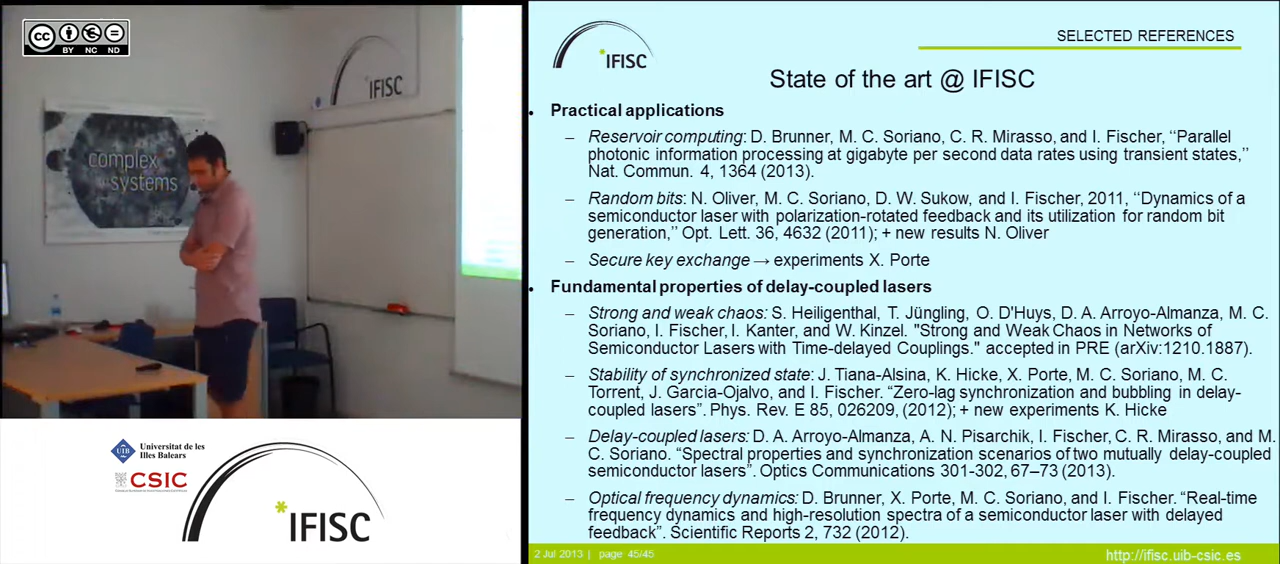 cc BY NC ND
IFISC
complex
systems
Universitat de les
Illes Balears
UIB
CSIC
IFISC
IFISC
SELECTED REFERENCES
State of the art @ IFISC
• Practical applications
– Reservoir computing: D. Brunner, M. C. Soriano, C. R. Mirasso, and I. Fischer, ‘‘Parallel
photonic information processing at gigabyte per second data rates using transient states,’’
Nat. Commun. 4, 1364 (2013).
– Random bits: N. Oliver, M. C. Soriano, D. W. Sukow, and I. Fischer, 2011, ‘‘Dynamics of a
semiconductor laser with polarization-rotated feedback and its utilization for random bit
generation,’’ Opt. Lett. 36, 4632 (2011); + new results N. Oliver
– Secure key exchange → experiments X. Porte
• Fundamental properties of delay-coupled lasers
– Strong and weak chaos: S. Heiligenthal, T. Jüngling, O. D'Huys, D. A. Arroyo-Almanza, M. C.
Soriano, I. Fischer, I. Kanter, and W. Kinzel. "Strong and Weak Chaos in Networks of
Semiconductor Lasers with Time-delayed Couplings." accepted in PRE (arXiv:1210.1887).
– Stability of synchronized state: J. Tiana-Alsina, K. Hicke, X. Porte, M. C. Soriano, M. C.
Torrent, J. Garcia-Ojalvo, and I. Fischer. “Zero-lag synchronization and bubbling in delay-
coupled lasers”. Phys. Rev. E 85, 026209, (2012); + new experiments K. Hicke
– Delay-coupled lasers: D. A. Arroyo-Almanza, A. N. Pisarchik, I. Fischer, C. R. Mirasso, and M.
C. Soriano. “Spectral properties and synchronization scenarios of two mutually delay-coupled
semiconductor lasers”. Optics Communications 301-302, 67–73 (2013).
– Optical frequency dynamics: D. Brunner, X. Porte, M. C. Soriano, and I. Fischer. “Real-time
frequency dynamics and high-resolution spectra of a semiconductor laser with delayed
feedback”. Scientific Reports 2, 732 (2012).
2 Jul 2013 | page 45/45
http://ifisc.uib-csic.es